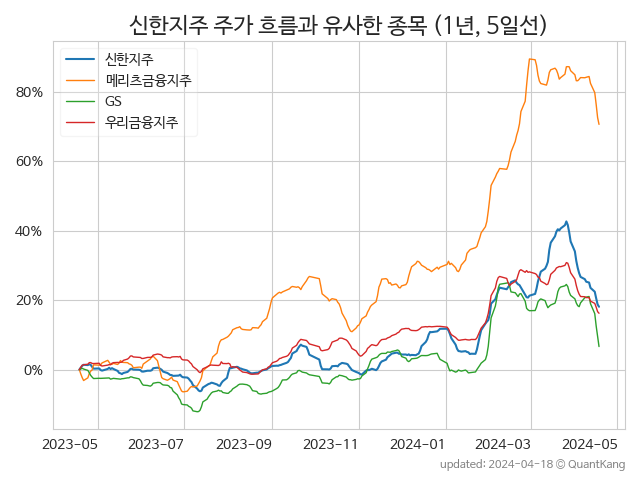 신한지주 주가 흐름과 유사한 종목 (1년, 5일선)
신한지주
메리츠금융지주
GS
우리금융지주
80%
60%
40%
20%
0%
2023-05 2023-07 2023-09 2023-11 2024-01 2024-03 2024-05
updated: 2024-04-18 © QuantKang